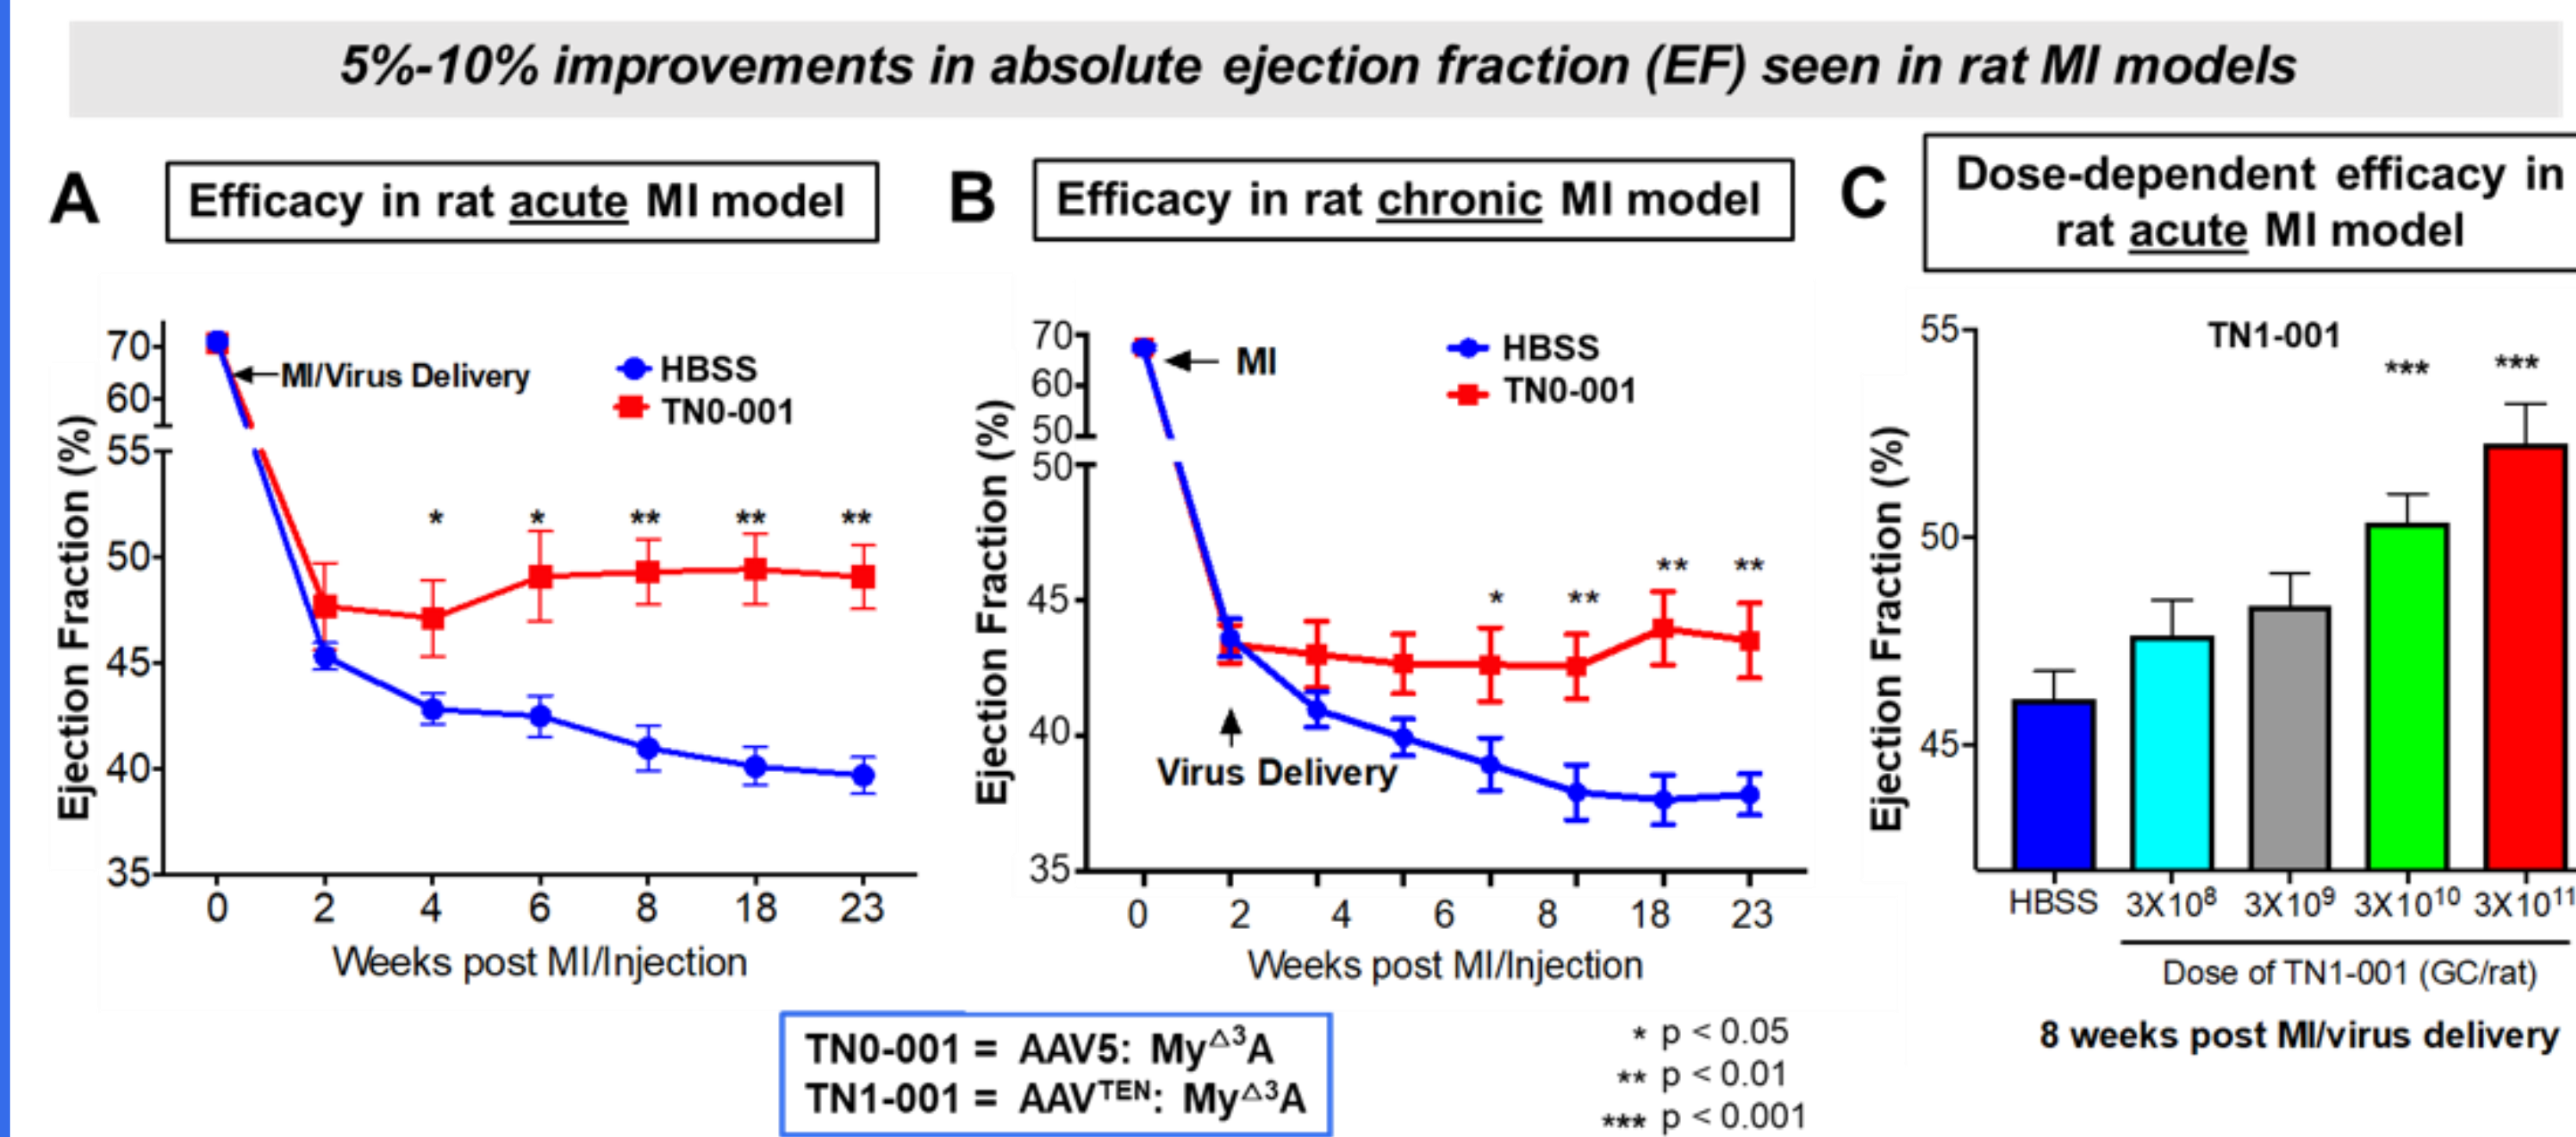 5%-10% improvements in absolute ejection fraction (EF) seen in rat MI models
A
Efficacy in rat acute MI model
Ejection Fraction (%)
70
60
55
50
45
40
35
MI/Virus Delivery
HBSS
TN0-001
*
*
**
**
**
0 2 4 6 8 18 23
Weeks post MI/Injection
B
Efficacy in rat chronic MI model
Ejection Fraction (%)
70
60
50
50
45
40
35
MI
HBSS
TN0-001
*
**
**
**
Virus Delivery
0 2 4 6 8 18 23
Weeks post MI/Injection
C
Dose-dependent efficacy in
rat acute MI model
Ejection Fraction (%)
55
50
45
TN1-001
***
***
HBSS 3X10⁸ 3X10⁹ 3X10¹⁰ 3X10¹¹
Dose of TN1-001 (GC/rat)
8 weeks post MI/virus delivery
TN0-001 = AAV5: My△³A
TN1-001 = AAVᵀᴱᴺ: My△³A
* p < 0.05
** p < 0.01
*** p < 0.001